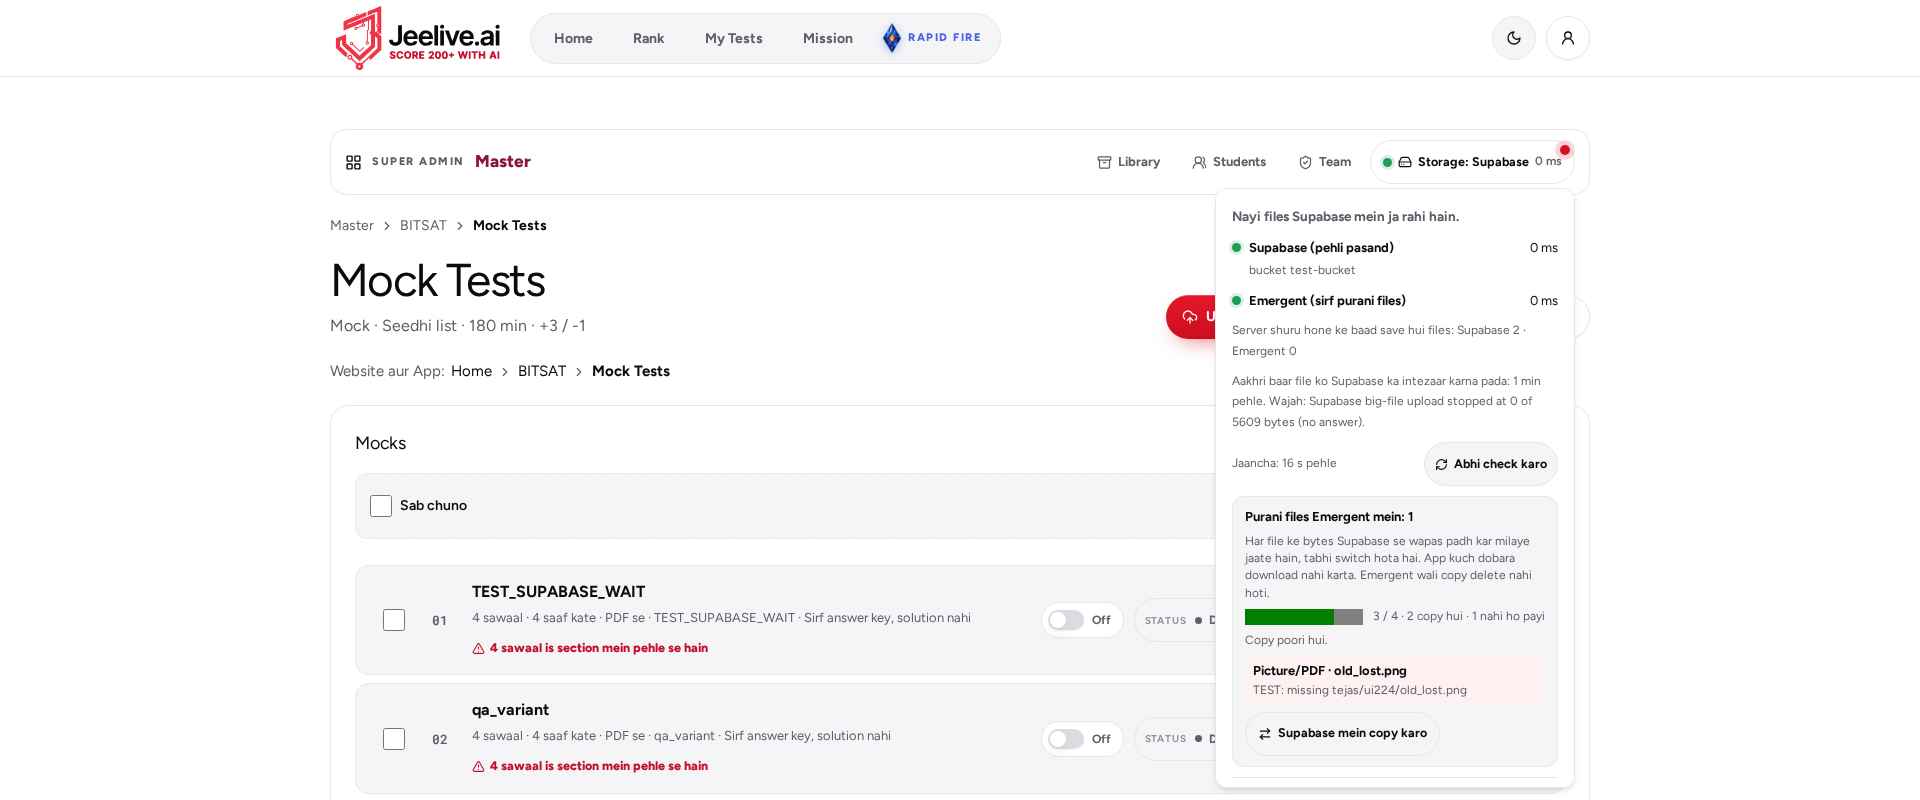 Jeelive.ai
SCORE 200+ WITH AI
Home
Rank
My Tests
Mission
RAPID FIRE
SUPER ADMIN
Master
Library
Students
Team
Storage: Supabase
0 ms
Master > BITSAT > Mock Tests
Mock Tests
Mock · Seedhi list · 180 min · +3 / -1
Website aur App: Home > BITSAT > Mock Tests
Mocks
Sab chuno
01
TEST_SUPABASE_WAIT
4 sawaal · 4 saaf kate · PDF se · TEST_SUPABASE_WAIT · Sirf answer key, solution nahi
4 sawaal is section mein pehle se hain
Off
STATUS
02
qa_variant
4 sawaal · 4 saaf kate · PDF se · qa_variant · Sirf answer key, solution nahi
4 sawaal is section mein pehle se hain
Off
STATUS
Nayi files Supabase mein ja rahi hain.
Supabase (pehli pasand)
0 ms
bucket test-bucket
Emergent (sirf purani files)
0 ms
Server shuru hone ke baad save hui files: Supabase 2 ·
Emergent 0
Aakhri baar file ko Supabase ka intezaar karna pada: 1 min
pehle. Wajah: Supabase big-file upload stopped at 0 of
5609 bytes (no answer).
Jaancha: 16 s pehle
Abhi check karo
Purani files Emergent mein: 1
Har file ke bytes Supabase se wapas padh kar milaye
jaate hain, tabhi switch hota hai. App kuch dobara
download nahi karta. Emergent wali copy delete nahi
hoti.
3 / 4 · 2 copy hui · 1 nahi ho payi
Copy poori hui.
Picture/PDF · old_lost.png
TEST: missing tejas/ui224/old_lost.png
Supabase mein copy karo